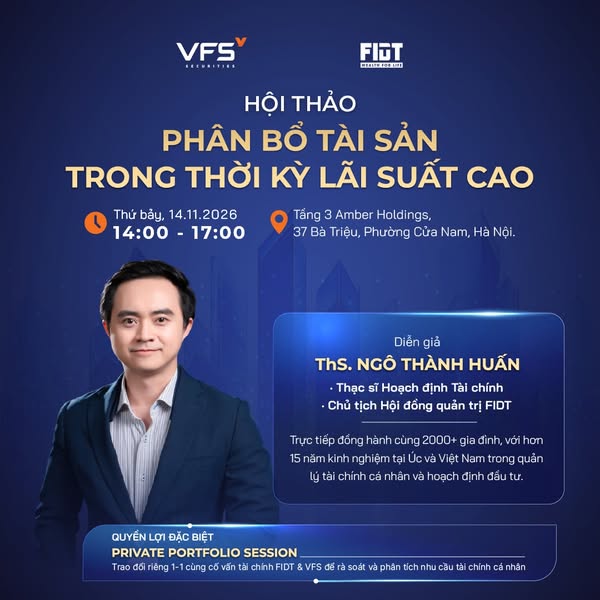 VFS
SECURITIES
FIDT
WEALTH FOR LIFE
HỘI THẢO
PHÂN BỔ TÀI SẢN
TRONG THỜI KỲ LÃI SUẤT CAO
Thứ bảy, 14.11.2026
14:00 - 17:00
Tầng 3 Amber Holdings,
37 Bà Triệu, Phường Cửa Nam, Hà Nội.
Diễn giả
ThS. NGÔ THÀNH HUẤN
· Thạc sĩ Hoạch định Tài chính
· Chủ tịch Hội đồng quản trị FIDT
Trực tiếp đồng hành cùng 2000+ gia đình, với hơn
15 năm kinh nghiệm tại Úc và Việt Nam trong quản
lý tài chính cá nhân và hoạch định đầu tư.
QUYỀN LỢI ĐẶC BIỆT
PRIVATE PORTFOLIO SESSION
Trao đổi riêng 1-1 cùng cố vấn tài chính FIDT & VFS để rà soát và phân tích nhu cầu tài chính cá nhân